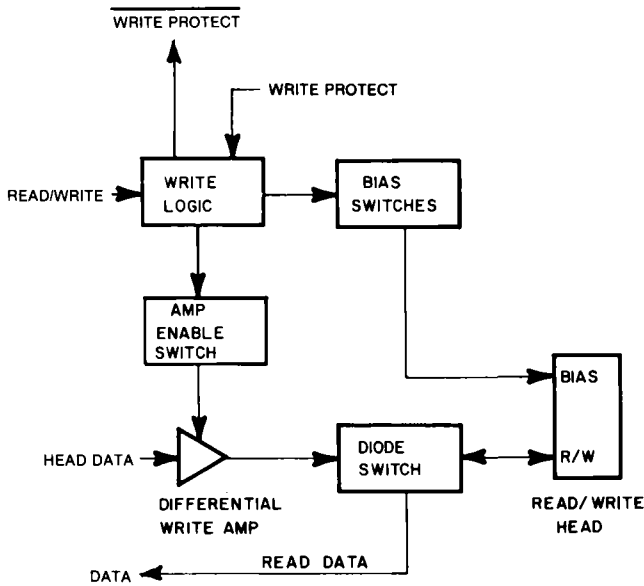 WRITE PROTECT
WRITE PROTECT
READ/WRITE
WRITE
LOGIC
BIAS
SWITCHES
AMP
ENABLE
SWITCH
BIAS
HEAD DATA
DIODE
SWITCH
R/W
DIFFERENTIAL
WRITE AMP
READ/WRITE
HEAD
READ DATA
DATA